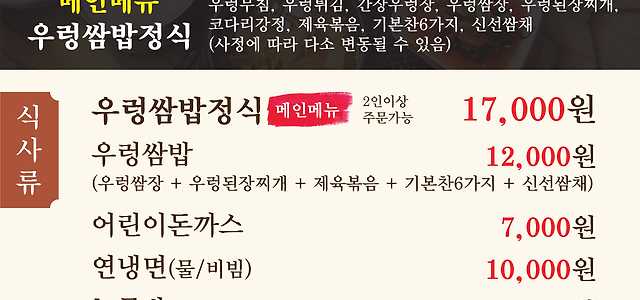 메인메뉴
우렁쌈밥정식
우렁무침, 우렁튀김, 간장우렁장, 우렁쌈장, 우렁된장찌개,
코다리강정, 제육볶음, 기본찬6가지, 신선쌈채
(사정에 따라 다소 변동될 수 있음)
식사류
우렁쌈밥정식 메인메뉴 2인이상 주문가능 17,000원
우렁쌈밥 12,000원
(우렁쌈장 + 우렁된장찌개 + 제육볶음 + 기본찬6가지 + 신선쌈채)
어린이돈까스 7,000원
연냉면(물/비빔) 10,000원